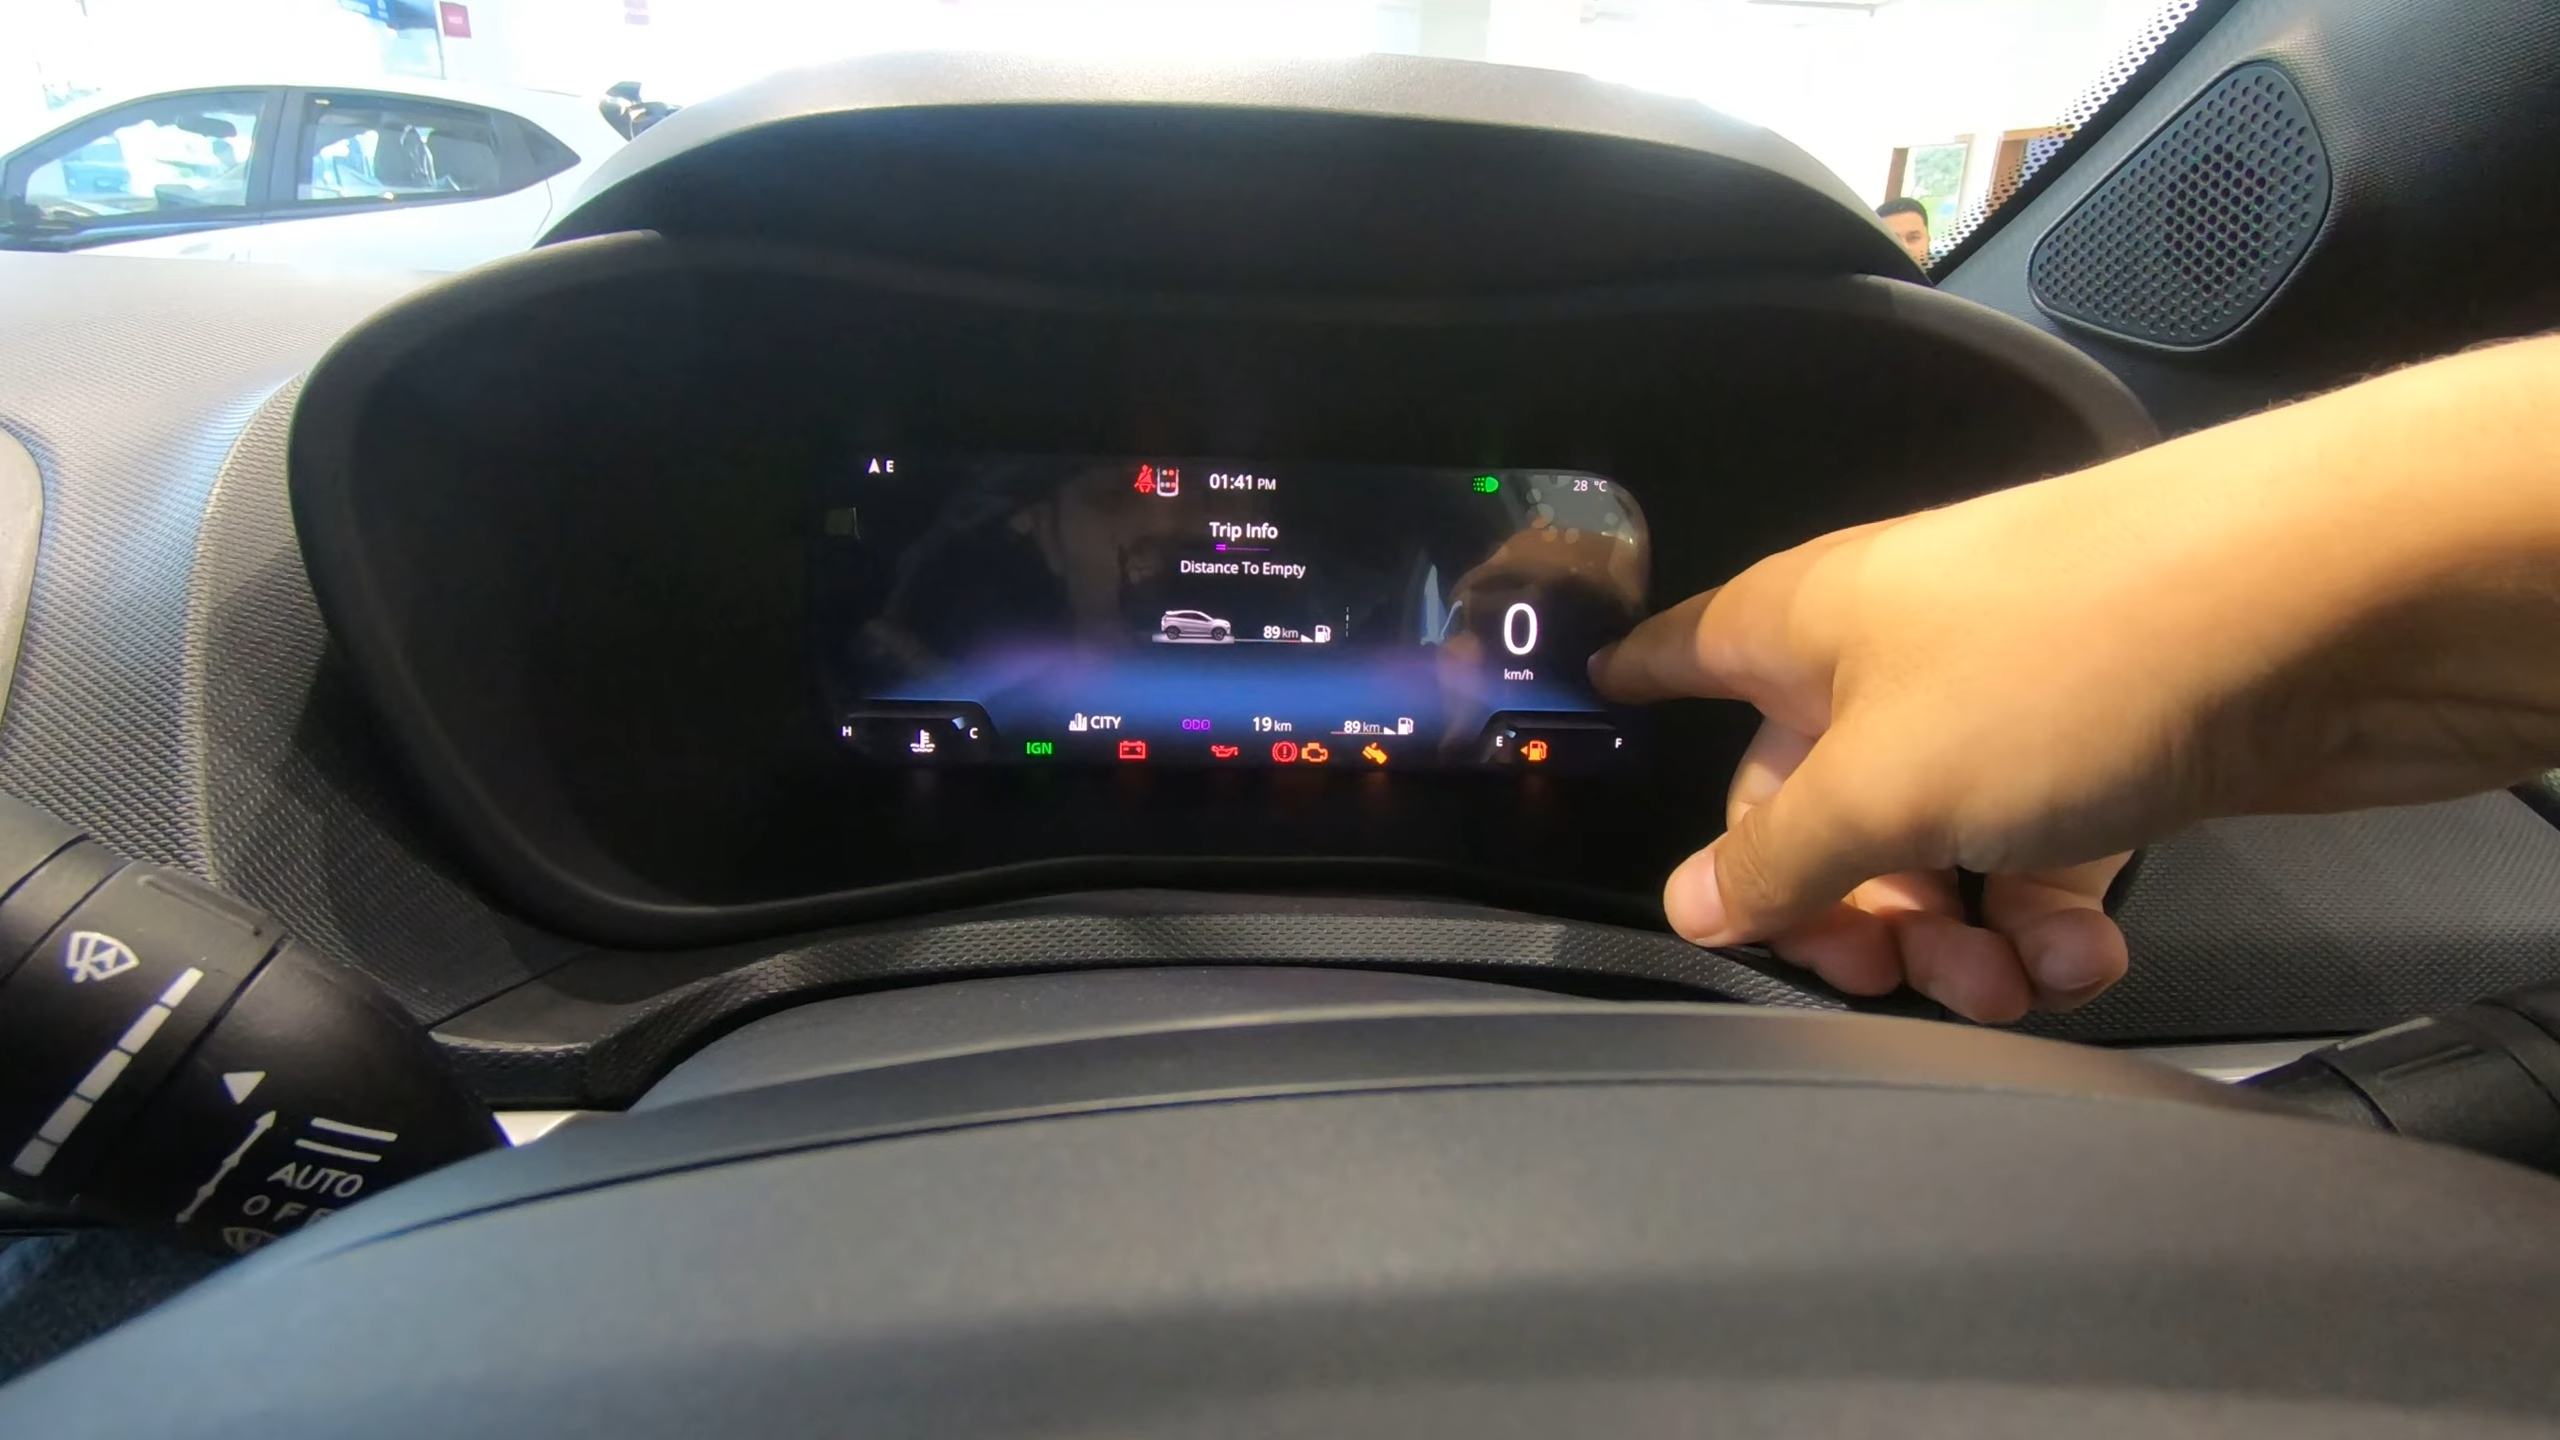 E
01:41 PM
28 °C
Trip Info
Distance To Empty
89 km
0
km/h
H
C
CITY
ODO
19 km
89 km
E
F
IGN
AUTO
OFF